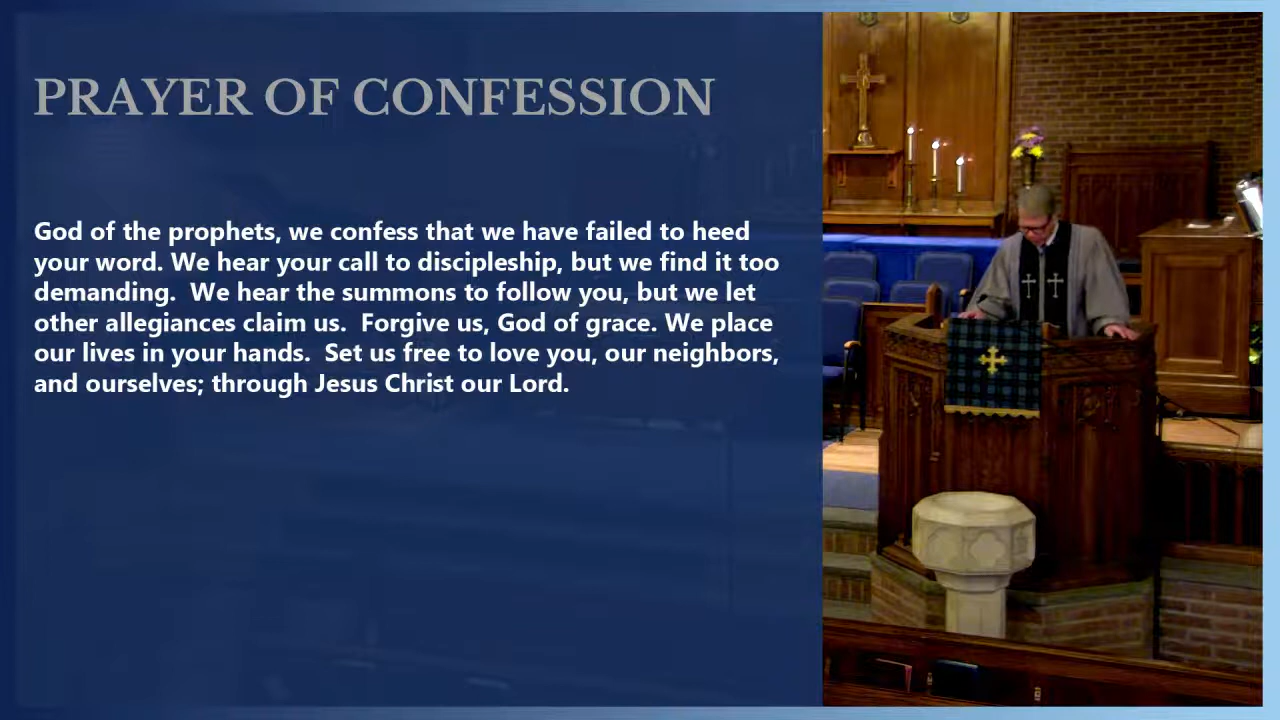 PRAYER OF CONFESSION
God of the prophets, we confess that we have failed to heed
your word. We hear your call to discipleship, but we find it too
demanding.  We hear the summons to follow you, but we let
other allegiances claim us.  Forgive us, God of grace. We place
our lives in your hands.  Set us free to love you, our neighbors,
and ourselves; through Jesus Christ our Lord.